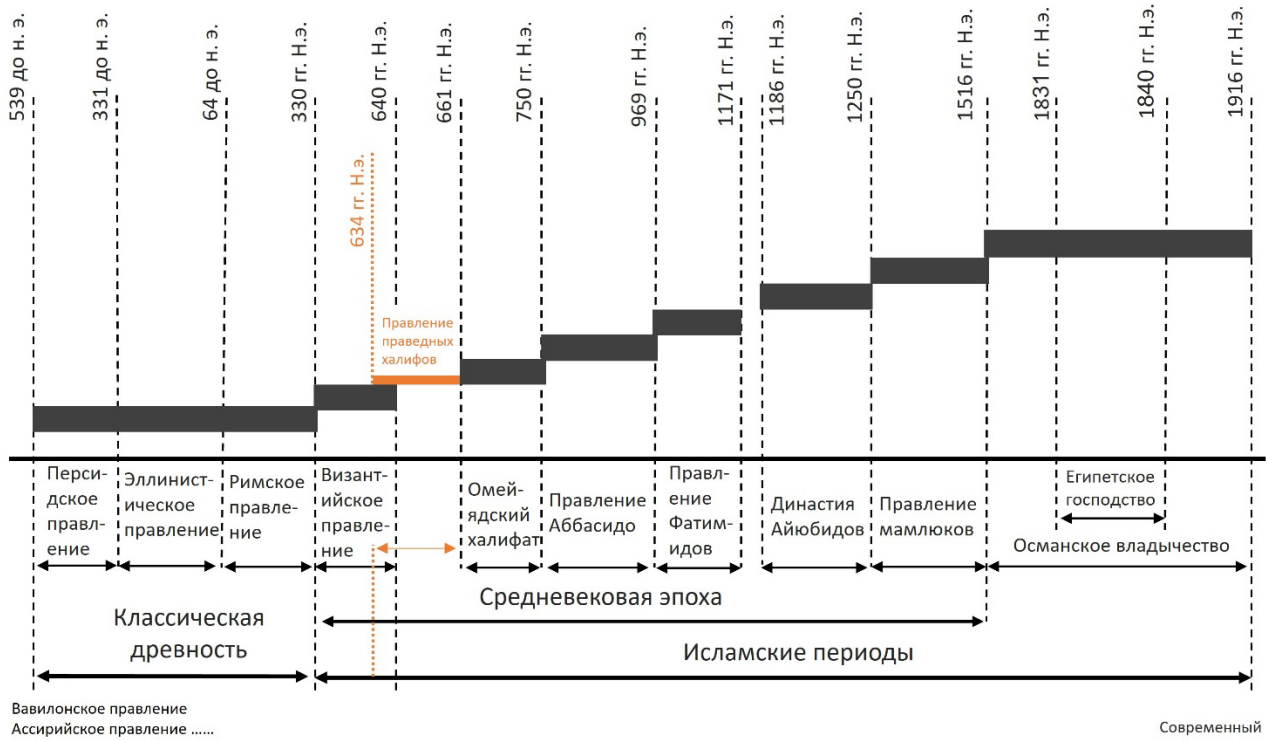 539 до н. э.
331 до н. э.
64 до н. э.
330 гг. Н.э.
640 гг. Н.э.
661 гг. Н.э.
750 гг. Н.э.
969 гг. Н.э.
1171 гг. Н.э.
1186 гг. Н.э.
1250 гг. Н.э.
1516 гг. Н.э.
1831 гг. Н.э.
1840 гг. Н.э.
1916 гг. Н.э.
634 гг. Н.э.
Правление
праведных
халифов
Перси-
дское
правл-
ение
Эллинист-
ическое
правление
Римское
правле-
ние
Визант-
ийское
правле-
ние
Омей-
ядский
халифат
Правление
Аббасидо
Правл-
ение
Фатим-
идов
Династия
Айюбидов
Правление
мамлюков
Египетское
господство
Османское владычество
Средневековая эпоха
Классическая
древность
Исламские периоды
Вавилонское правление
Ассирийское правление ......
Современный